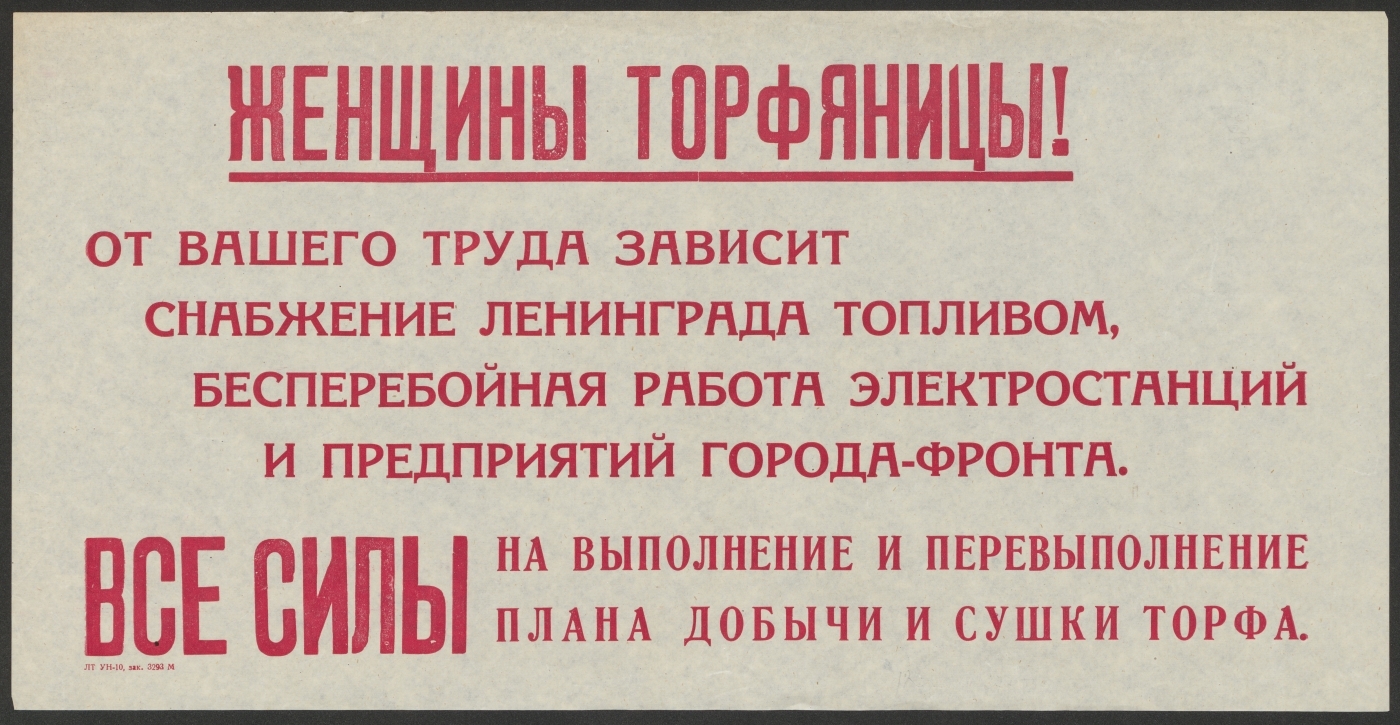 ЖЕНЩИНЫ ТОРФЯНИЦЫ!
ОТ ВАШЕГО ТРУДА ЗАВИСИТ
СНАБЖЕНИЕ ЛЕНИНГРАДА ТОПЛИВОМ,
БЕСПЕРЕБОЙНАЯ РАБОТА ЭЛЕКТРОСТАНЦИЙ
И ПРЕДПРИЯТИЙ ГОРОДА-ФРОНТА.
ВСЕ СИЛЫ НА ВЫПОЛНЕНИЕ И ПЕРЕВЫПОЛНЕНИЕ
ПЛАНА ДОБЫЧИ И СУШКИ ТОРФА.
ЛТ УН-10, зак. 3293 М